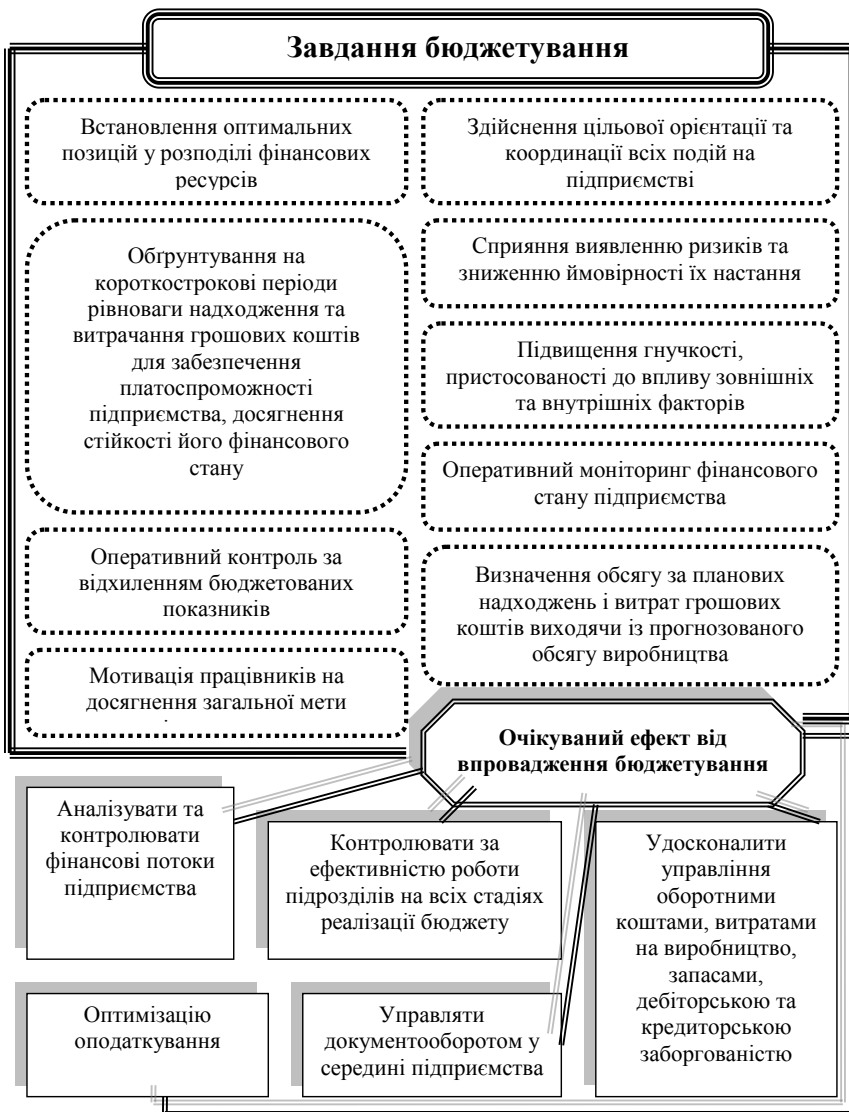 Завдання бюджетування
Встановлення оптимальних
позицій у розподілі фінансових
ресурсів
Обґрунтування на
короткострокові періоди
рівноваги надходження та
витрачання грошових коштів
для забезпечення
платоспроможності
підприємства, досягнення
стійкості його фінансового
стану
Оперативний контроль за
відхиленням бюджетованих
показників
Мотивація працівників на
досягнення загальної мети
Здійснення цільової орієнтації та
координації всіх подій на
підприємстві
Сприяння виявленню ризиків та
зниженню ймовірності їх настання
Підвищення гнучкості,
пристосованості до впливу зовнішніх
та внутрішніх факторів
Оперативний моніторинг фінансового
стану підприємства
Визначення обсягу за планових
надходжень і витрат грошових
коштів виходячи із прогнозованого
обсягу виробництва
Очікуваний ефект від
впровадження бюджетування
Аналізувати та
контролювати
фінансові потоки
підприємства
Контролювати за
ефективністю роботи
підрозділів на всіх стадіях
реалізації бюджету
Удосконалити
управління
оборотними
коштами, витратами
на виробництво,
запасами,
дебіторською та
кредиторською
заборгованістю
Оптимізацію
оподаткування
Управляти
документооборотом у
середині підприємства